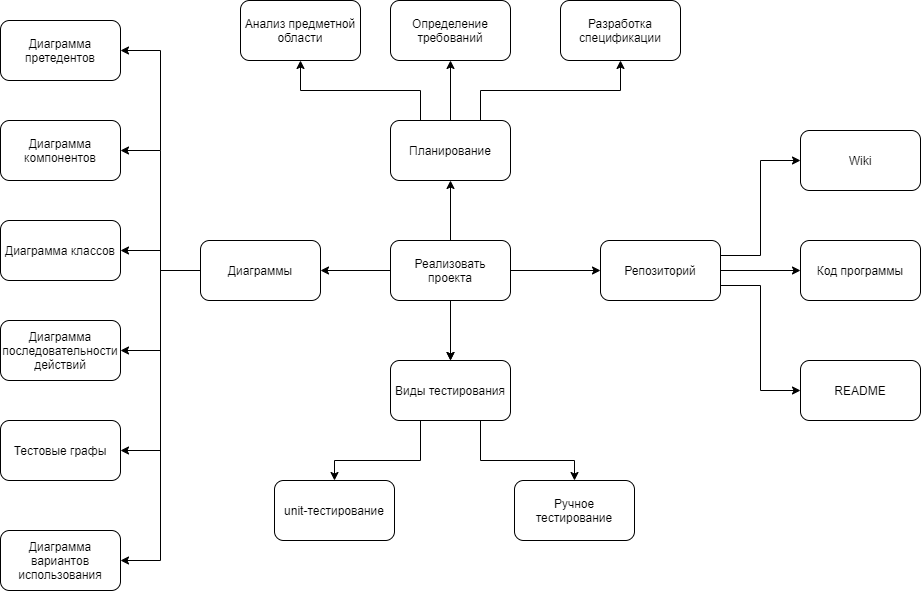 Анализ предметной
области
Определение
требований
Разработка
спецификации
Диаграмма
претедентов
Диаграмма
компонентов
Планирование
Wiki
Диаграмма классов
Диаграммы
Реализовать
проекта
Репозиторий
Код программы
Диаграмма
последовательности
действий
Виды тестирования
README
Тестовые графы
unit-тестирование
Ручное
тестирование
Диаграмма
вариантов
использования